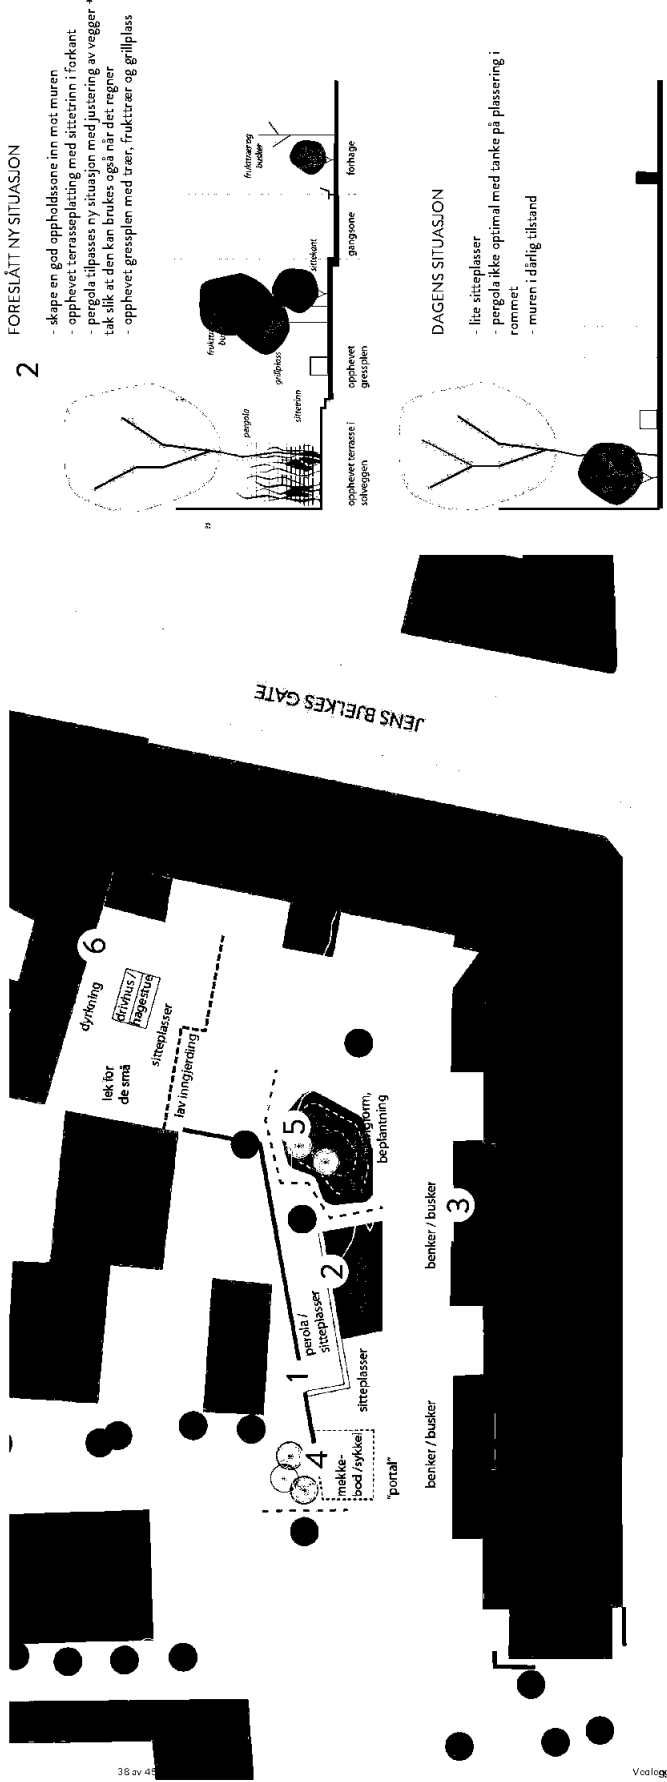 FORESLÅTT NY SITUASJON
2
- skape en god oppholdssone inn mot muren
- opphevet terrasseplatting med sittetrinn i forkant
- pergola tilpasses ny situasjon med justering av vegger +
tak slik at den kan brukes også når det regner
- opphevet gressplen med trær, frukttrær og grillplass
pergola
sittetrinn
grillplass
sittekant
frukttrær og
busker
opphevet terrasse i
solveggen
opphevet
gressplen
gangsone
forhage
DAGENS SITUASJON
- lite sitteplasser
- pergola ikke optimal med tanke på plassering i
rommet
- muren i dårlig tilstand
JENS BJELKES GATE
6
dyrkning
drivhus /
hagestue
sitteplasser
lek for
de små
lav inngjerding
5
beplantning
2
perola /
sitteplasser
1
sitteplasser
4
mekke-
bod / sykkel
"portal"
3
benker / busker
benker / busker
38 av 45